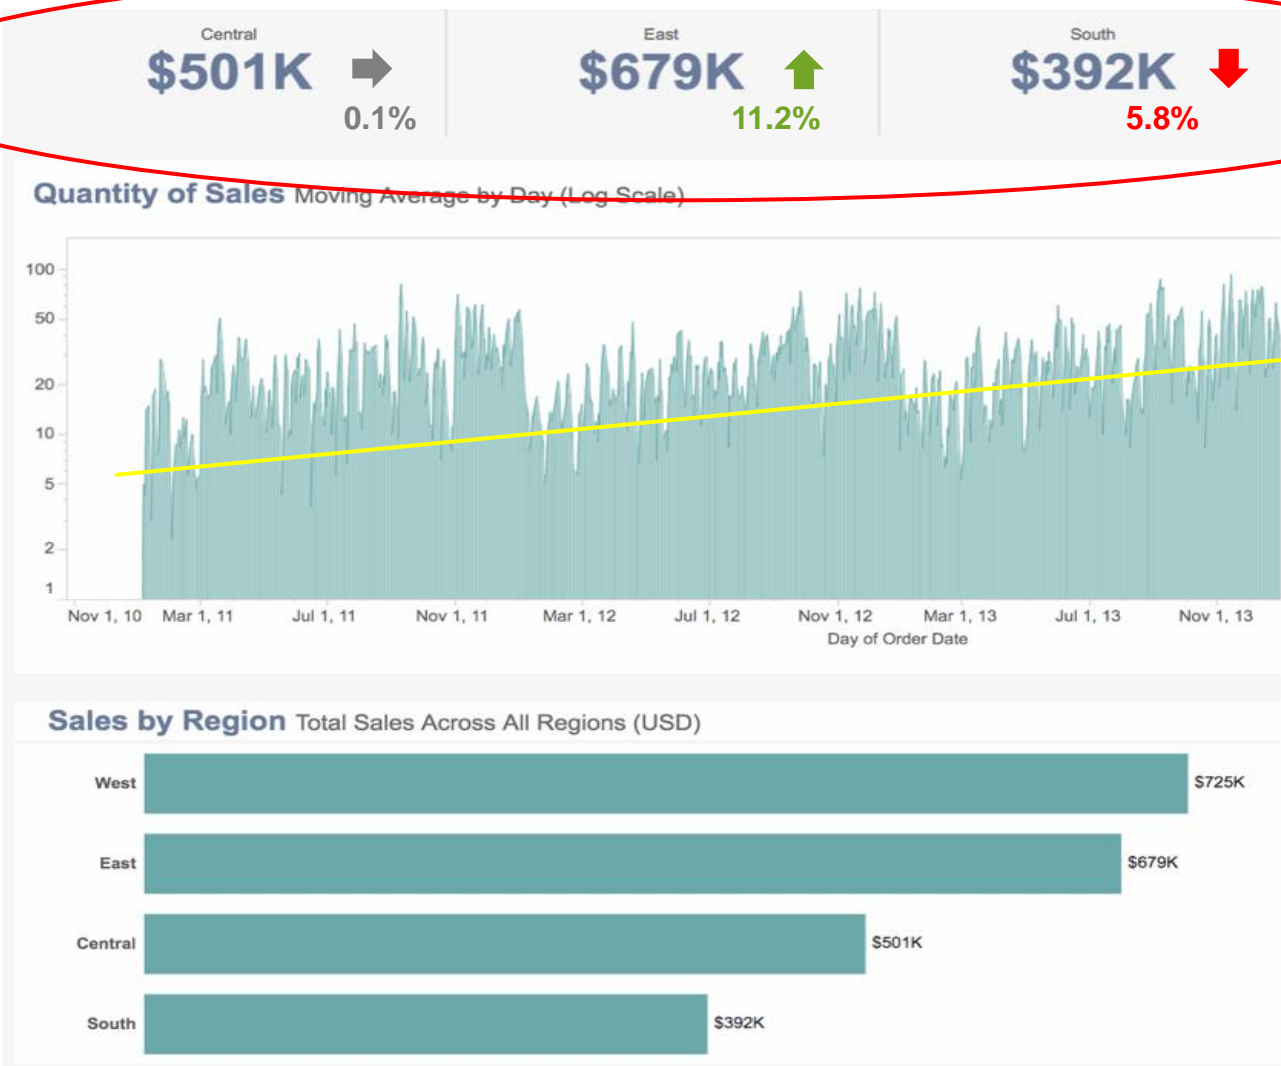 Central East South
$501K $679K $392K
0.1% 11.2% 5.8%
Quantity of Sales Moving Average by Day (Log Scale)
100
50
20
10
5
2
1
Nov 1, 10 Mar 1, 11 Jul 1, 11 Nov 1, 11 Mar 1, 12 Jul 1, 12 Nov 1, 12 Mar 1, 13 Jul 1, 13 Nov 1, 13
Day of Order Date
Sales by Region Total Sales Across All Regions (USD)
West $725K
East $679K
Central $501K
South $392K